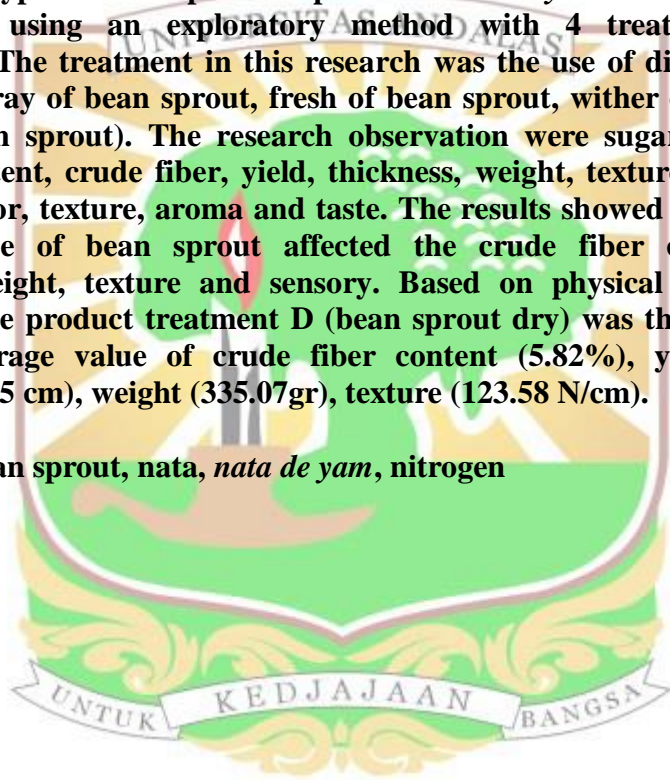 UNIVERSITAS ANDALAS
using an exploratory method with 4 treat
The treatment in this research was the use of di
ray of bean sprout, fresh of bean sprout, wither
n sprout). The research observation were sugar
tent, crude fiber, yield, thickness, weight, texture
or, texture, aroma and taste. The results showed
e of bean sprout affected the crude fiber
eight, texture and sensory. Based on physical
e product treatment D (bean sprout dry) was th
rage value of crude fiber content (5.82%), y
5 cm), weight (335.07gr), texture (123.58 N/cm).
an sprout, nata, nata de yam, nitrogen
UNTUK KEDJAJAAN BANGSA